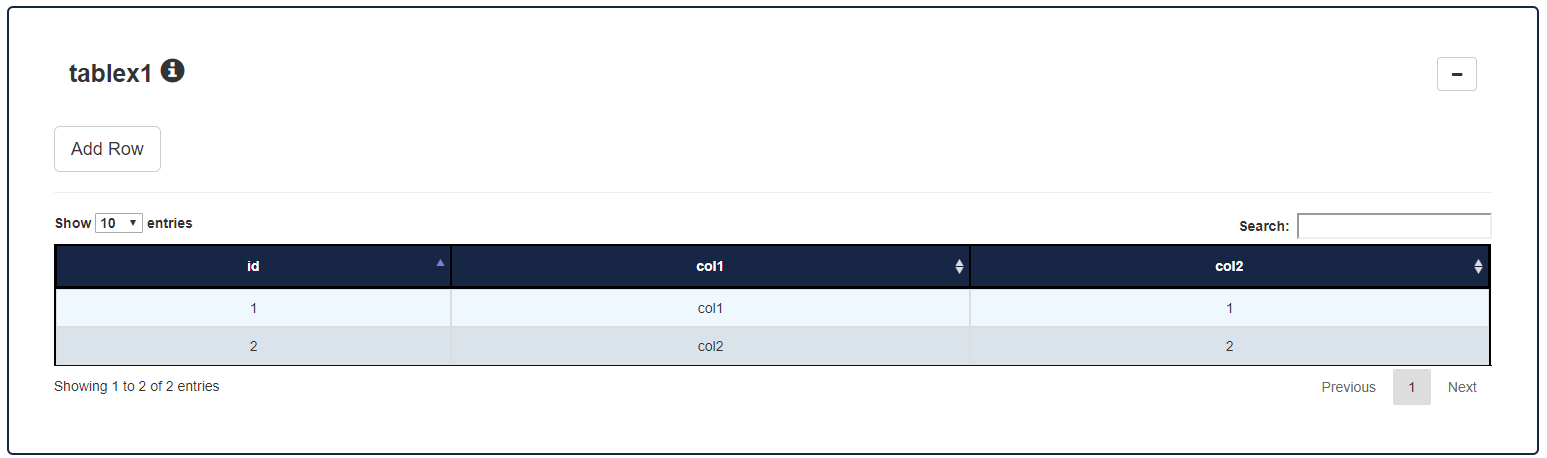 tablex1
Add Row
Show 10 entries
Search:
id col1 col2
1 col1 1
2 col2 2
Showing 1 to 2 of 2 entries
Previous 1 Next